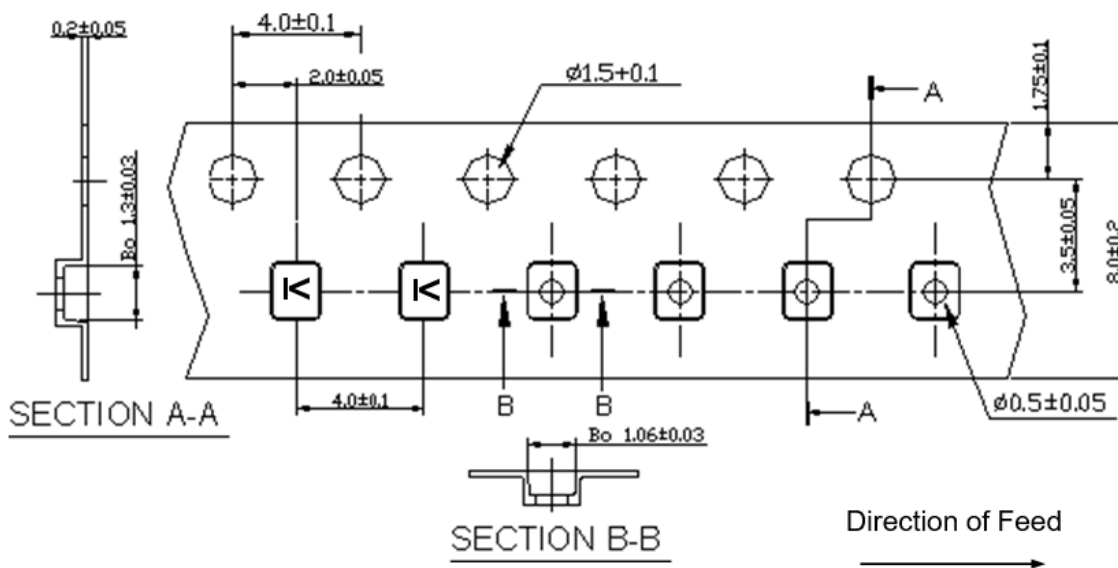 0.2±0.05
4.0±0.1
2.0±0.05
ø1.5+0.1
A
1.75±0.1
Bo 1.3±0.03
3.5±0.05
8.0±0.2
V
V
4.0±0.1
B
B
A
ø0.5±0.05
SECTION A-A
Bo 1.06±0.03
SECTION B-B
Direction of Feed